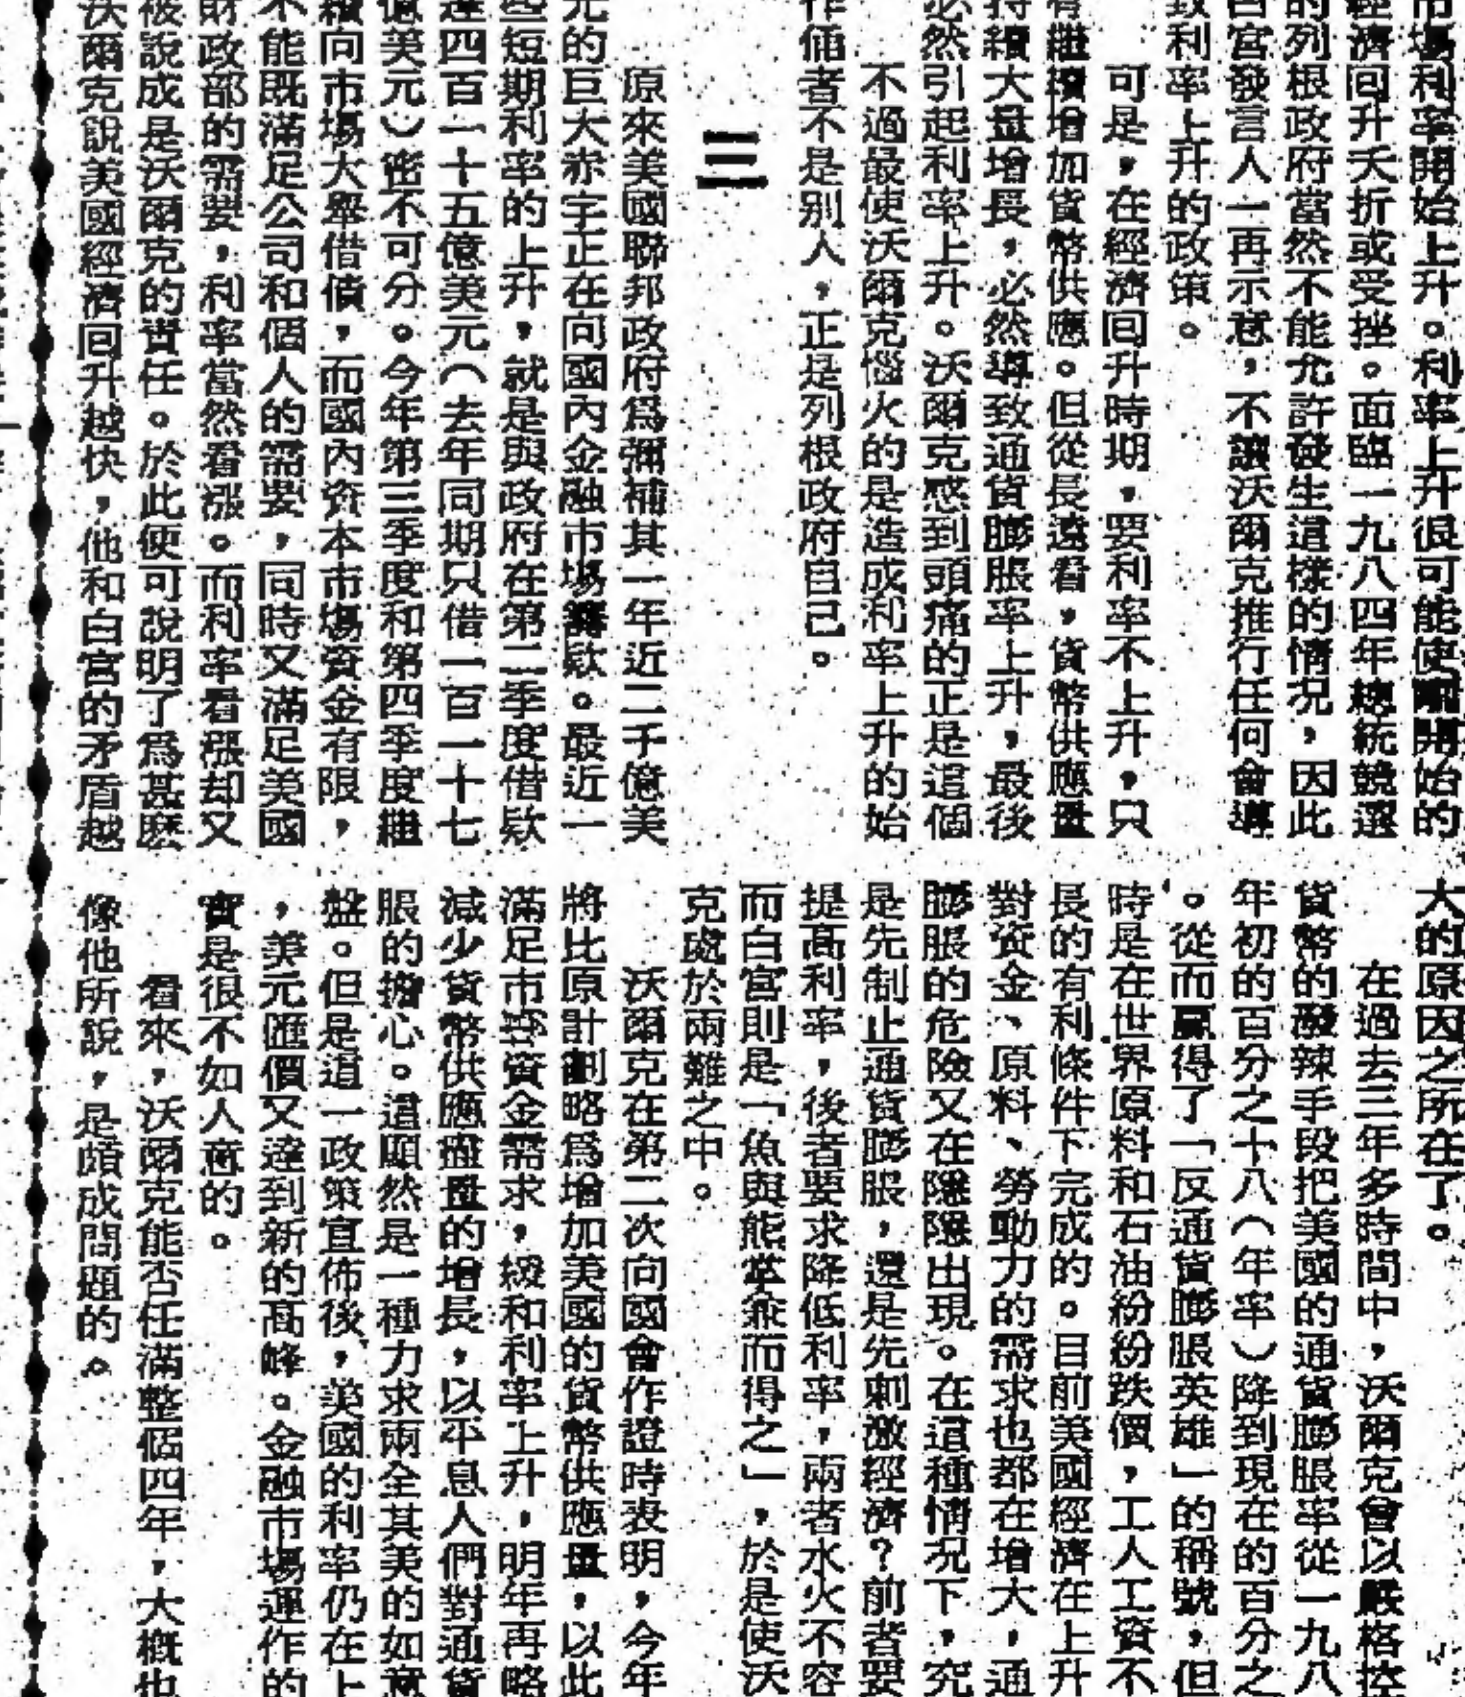 市場利率開始上升。利率上升很可能使剛開始的
經濟回升夭折或受挫。面臨一九八四年總統競選
的列根政府當然不能允許發生這樣的情況，因此
白宮發言人一再示意，不讓沃爾克推行任何會導
致利率上升的政策。
可是，在經濟回升時期，要利率不上升，只
有繼續增加貨幣供應。但從長遠看，貨幣供應量
持續大量增長，必然導致通貨膨脹率上升，最後
必然引起利率上升。沃爾克感到頭痛的正是這個
不過最使沃爾克惱火的是造成利率上升的始
作俑者不是別人，正是列根政府自己。
三
原來美國聯邦政府爲彌補其一年近二千億美
元的巨大赤字正在向國內金融市場籌款。最近一
些短期利率的上升，就是與政府在第二季度借款
達四百一十五億美元（去年同期只借一百一十七
億美元）密不可分。今年第三季度和第四季度繼
續向市場大舉借債，而國內資本市場資金有限，
不能既滿足公司和個人的需要，同時又滿足美國
財政部的需要，利率當然看漲。而利率看漲却又
被說成是沃爾克的責任。於此便可說明了爲甚麽
沃爾克說美國經濟回升越快，他和白宮的矛盾越
大的原因之所在了。
在過去三年多時間中，沃爾克曾以嚴格控
貨幣的潑辣手段把美國的通貨膨脹率從一九八
年初的百分之十八（年率）降到現在的百分之
。從而贏得了「反通貨膨脹英雄」的稱號，但
時是在世界原料和石油紛紛跌價，工人工資不
長的有利條件下完成的。目前美國經濟在上升
對資金、原料、勞動力的需求也都在增大，通
膨脹的危險又在隱隱出現。在這種情况下，究
是先制止通貨膨脹，還是先刺激經濟？前者要
提高利率，後者要求降低利率，兩者水火不容
而白宮則是「魚與熊掌兼而得之」，於是使沃
克處於兩難之中。
沃爾克在第二次向國會作證時表明，今年
將比原計劃略爲增加美國的貨幣供應量，以此
滿足市塲資金需求，緩和利率上升，明年再略
減少貨幣供應量的增長，以平息人們對通貨
脹的擔心。這顯然是一種力求兩全其美的如意
盤。但是這一政策宣佈後，美國的利率仍在上
，美元匯價又達到新的高峰。金融市場運作的
實是很不如人意的。
看來，沃爾克能否任滿整個四年，大概也
像他所說，是頗成問題的。